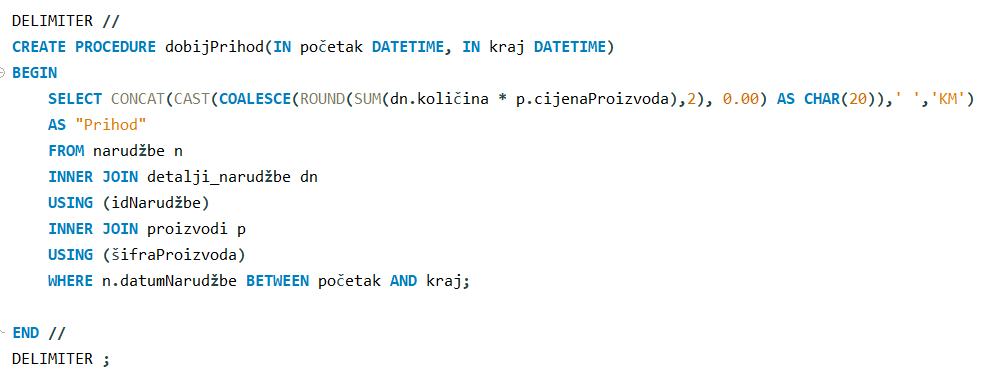 DELIMITER //
CREATE PROCEDURE dobijPrihod(IN početak DATETIME, IN kraj DATETIME)
BEGIN
SELECT CONCAT(CAST(COALESCE(ROUND(SUM(dn.količina * p.cijenaProizvoda),2), 0.00) AS CHAR(20)),' ','KM')
AS "Prihod"
FROM narudžbe n
INNER JOIN detalji_narudžbe dn
USING (idNarudžbe)
INNER JOIN proizvodi p
USING (šifraProizvoda)
WHERE n.datumNarudžbe BETWEEN početak AND kraj;
END //
DELIMITER ;